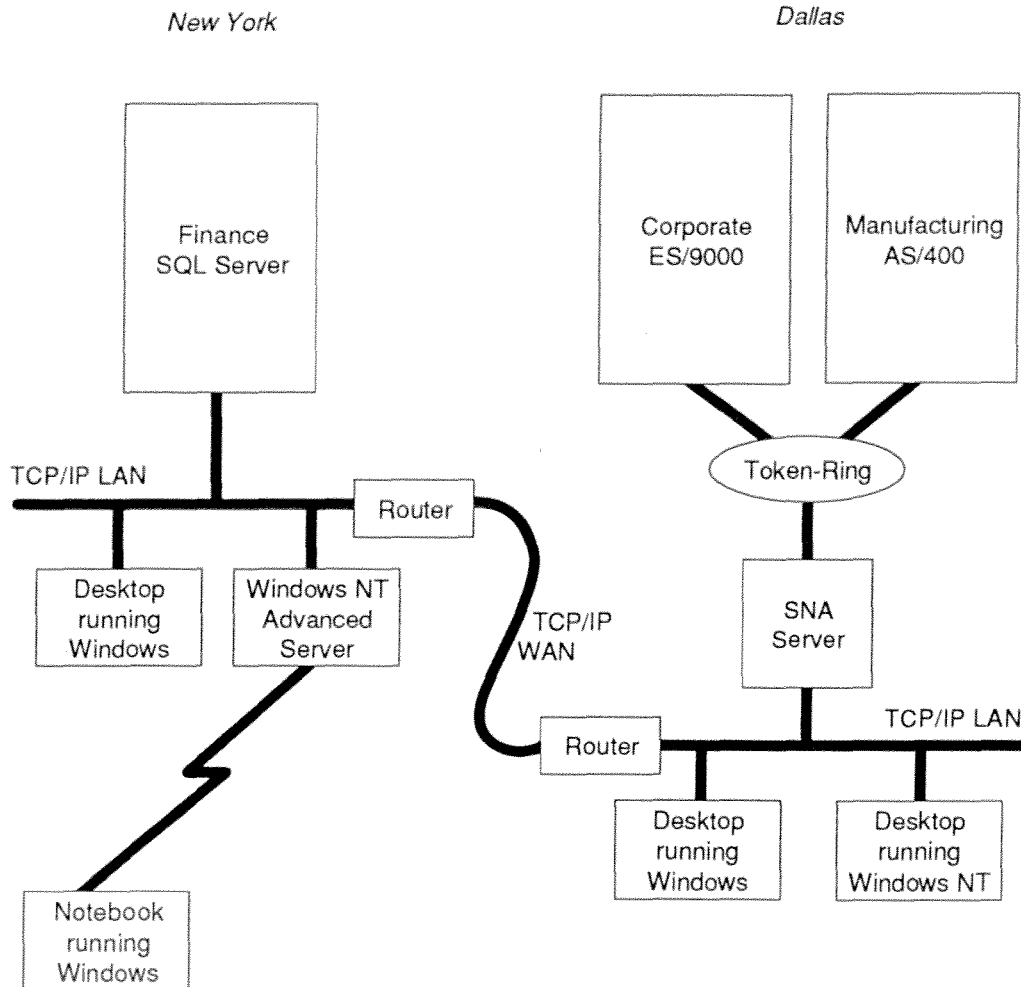 New York
Dallas
Finance
SQL Server
Corporate
ES/9000
Manufacturing
AS/400
TCP/IP LAN
Router
Token-Ring
Desktop
running
Windows
Windows NT
Advanced
Server
TCP/IP
WAN
SNA
Server
TCP/IP LAN
Router
Desktop
running
Windows
Desktop
running
Windows NT
Notebook
running
Windows